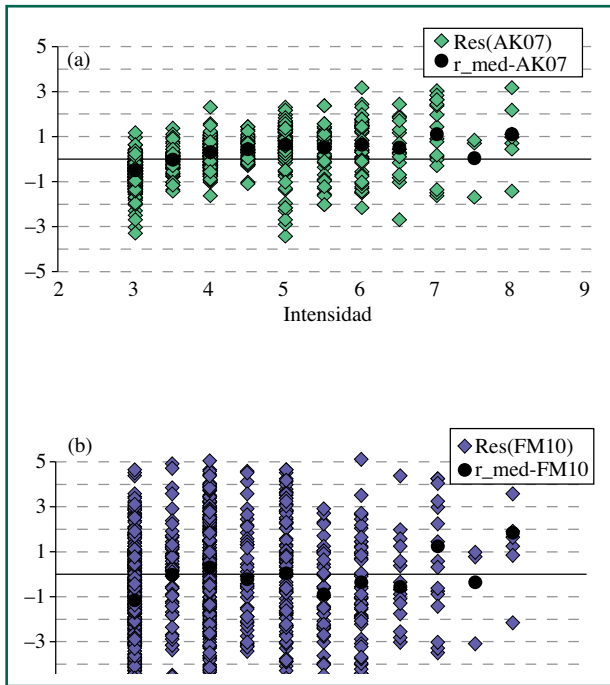 (a)
Res(AK07)
r_med-AK07
5
3
1
−1
−3
−5
2 3 4 5 6 7 8 9
Intensidad
(b)
Res(FM10)
r_med-FM10
5
3
1
−1
−3